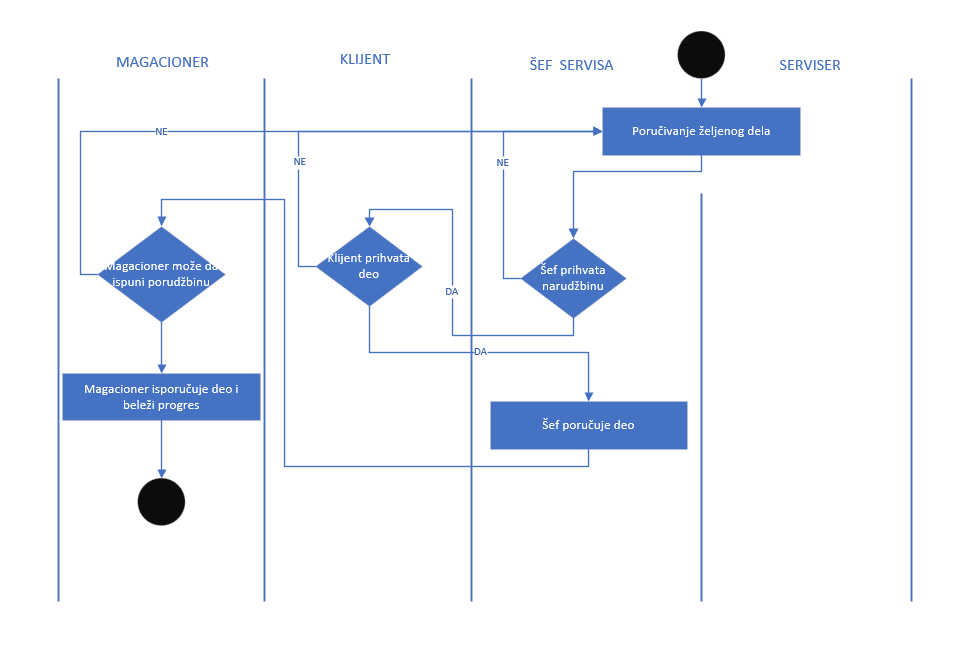 MAGACIONER
KLIJENT
ŠEF SERVISA
SERVISER
Poručivanje željenog dela
NE
NE
NE
Magacioner može da
ispuni porudžbinu
Klijent prihvata
deo
Šef prihvata
narudžbinu
DA
DA
Magacioner isporučuje deo i
beleži progres
Šef poručuje deo